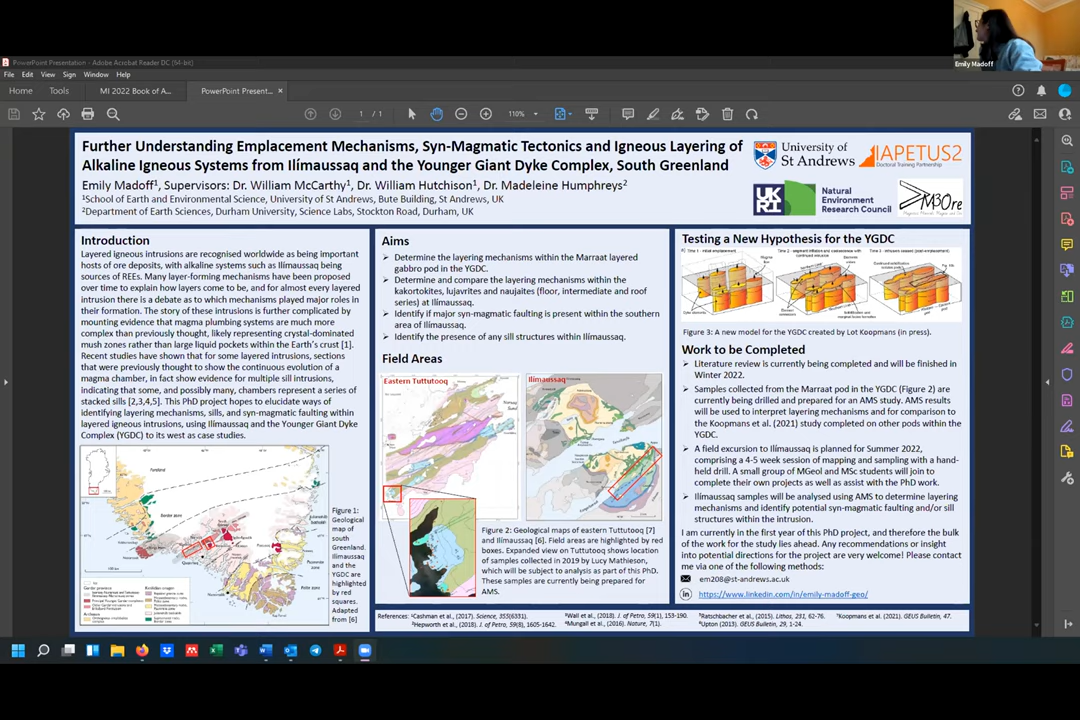 Emily Madoff
PowerPoint Presentation - Adobe Acrobat Reader DC (64-bit)
File Edit View Sign Window Help
Home Tools MI 2022 Book of A... PowerPoint Present... ×
1 / 1 110%
Further Understanding Emplacement Mechanisms, Syn-Magmatic Tectonics and Igneous Layering of
Alkaline Igneous Systems from Ilímaussaq and the Younger Giant Dyke Complex, South Greenland
Emily Madoff¹, Supervisors: Dr. William McCarthy¹, Dr. William Hutchison¹, Dr. Madeleine Humphreys²
¹School of Earth and Environmental Science, University of St Andrews, Bute Building, St Andrews, UK
²Department of Earth Sciences, Durham University, Science Labs, Stockton Road, Durham, UK
University of
St Andrews
IAPETUS2
Doctoral Training Partnership
UK
RI
Natural
Environment
Research Council
M3Ore
Introduction
Layered igneous intrusions are recognised worldwide as being important
hosts of ore deposits, with alkaline systems such as Ilímaussaq being
sources of REEs. Many layer-forming mechanisms have been proposed
over time to explain how layers come to be, and for almost every layered
intrusion there is a debate as to which mechanisms played major roles in
their formation. The story of these intrusions is further complicated by
mounting evidence that magma plumbing systems are much more
complex than previously thought, likely representing crystal-dominated
mush zones rather than large liquid pockets within the Earth's crust [1].
Recent studies have shown that for some layered intrusions, sections
that were previously thought to show the continuous evolution of a
magma chamber, in fact show evidence for multiple sill intrusions,
indicating that some, and possibly many, chambers represent a series of
stacked sills [2,3,4,5]. This PhD project hopes to elucidate ways of
identifying layering mechanisms, sills, and syn-magmatic faulting within
layered igneous intrusions, using Ilímaussaq and the Younger Giant Dyke
Complex (YGDC) to its west as case studies.
Figure 1:
Geological
map of
south
Greenland.
Ilímaussaq
and the
YGDC are
highlighted
by red
squares.
Adapted
from [6]
Aims
➢ Determine the layering mechanisms within the Marraat layered
gabbro pod in the YGDC.
➢ Determine and compare the layering mechanisms within the
kakortokites, lujavrites and naujaites (floor, intermediate and roof
series) at Ilímaussaq.
➢ Identify if major syn-magmatic faulting is present within the southern
area of Ilímaussaq.
➢ Identify the presence of any sill structures within Ilímaussaq.
Field Areas
Eastern Tuttutooq
Ilímaussaq
Figure 2: Geological maps of eastern Tuttutooq [7]
and Ilímaussaq [6]. Field areas are highlighted by red
boxes. Expanded view on Tuttutooq shows location
of samples collected in 2019 by Lucy Mathieson,
which will be subject to analysis as part of this PhD.
These samples are currently being prepared for
AMS.
Testing a New Hypothesis for the YGDC
Figure 3: A new model for the YGDC created by Lot Koopmans (in press).
Work to be Completed
➢ Literature review is currently being completed and will be finished in
Winter 2022.
➢ Samples collected from the Marraat pod in the YGDC (Figure 2) are
currently being drilled and prepared for an AMS study. AMS results
will be used to interpret layering mechanisms and for comparison to
the Koopmans et al. (2021) study completed on other pods within the
YGDC.
➢ A field excursion to Ilímaussaq is planned for Summer 2022,
comprising a 4-5 week session of mapping and sampling with a hand-
held drill. A small group of MGeol and MSc students will join to
complete their own projects as well as assist with the PhD work.
➢ Ilímaussaq samples will be analysed using AMS to determine layering
mechanisms and identify potential syn-magmatic faulting and/or sill
structures within the intrusion.
I am currently in the first year of this PhD project, and therefore the bulk
of the work for the study lies ahead. Any recommendations or insight
into potential directions for the project are very welcome! Please contact
me via one of the following methods:
em208@st-andrews.ac.uk
https://www.linkedin.com/in/emily-madoff-geo/
References: ¹Cashman et al., (2017). Science, 355(6331). ³Wall et al., (2018). J. of Petro, 59(1), 153-190. ⁵Ratschbacher et al., (2015). Lithos, 231, 62-76. ⁷Koopmans et al. (2021). GEUS Bulletin, 47.
²Hepworth et al., (2018). J. of Petro, 59(8), 1605-1642. ⁴Mungall et al., (2016). Nature, 7(1). ⁶Upton (2013). GEUS Bulletin, 29, 1-24.